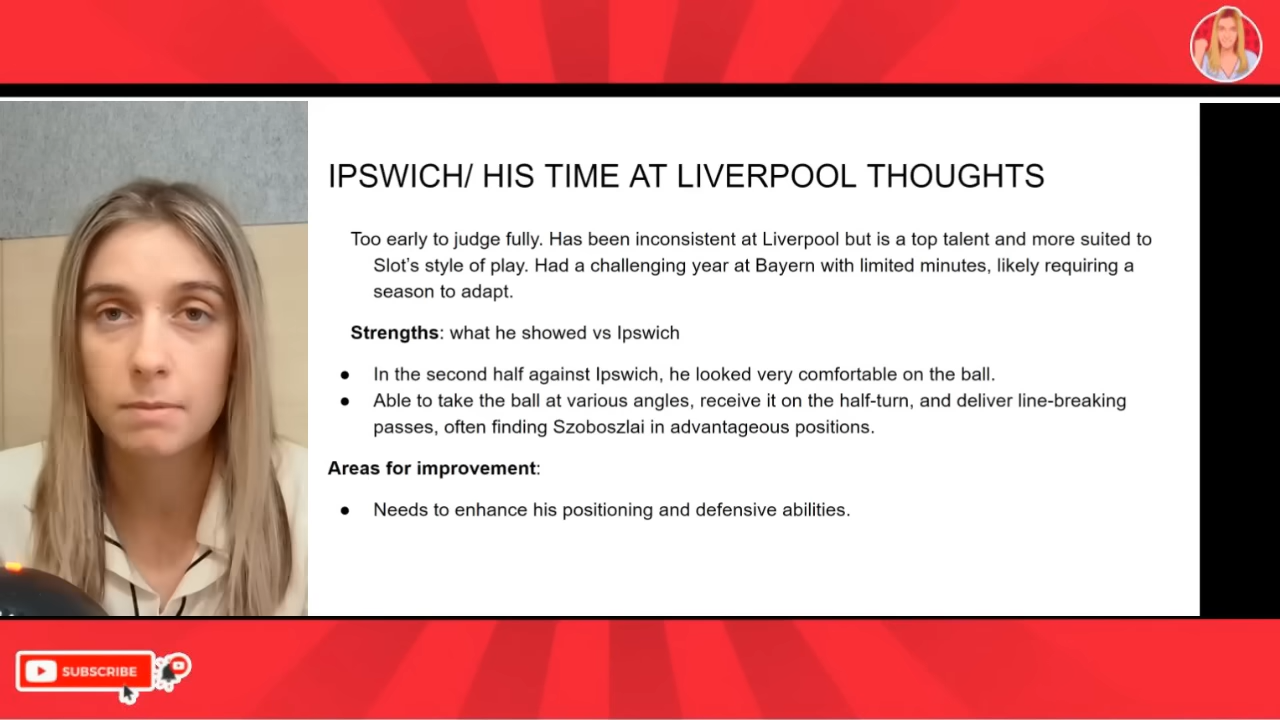 IPSWICH/ HIS TIME AT LIVERPOOL THOUGHTS
Too early to judge fully. Has been inconsistent at Liverpool but is a top talent and more suited to
Slot's style of play. Had a challenging year at Bayern with limited minutes, likely requiring a
season to adapt.
Strengths: what he showed vs Ipswich
● In the second half against Ipswich, he looked very comfortable on the ball.
● Able to take the ball at various angles, receive it on the half-turn, and deliver line-breaking
passes, often finding Szoboszlai in advantageous positions.
Areas for improvement:
● Needs to enhance his positioning and defensive abilities.
SUBSCRIBE